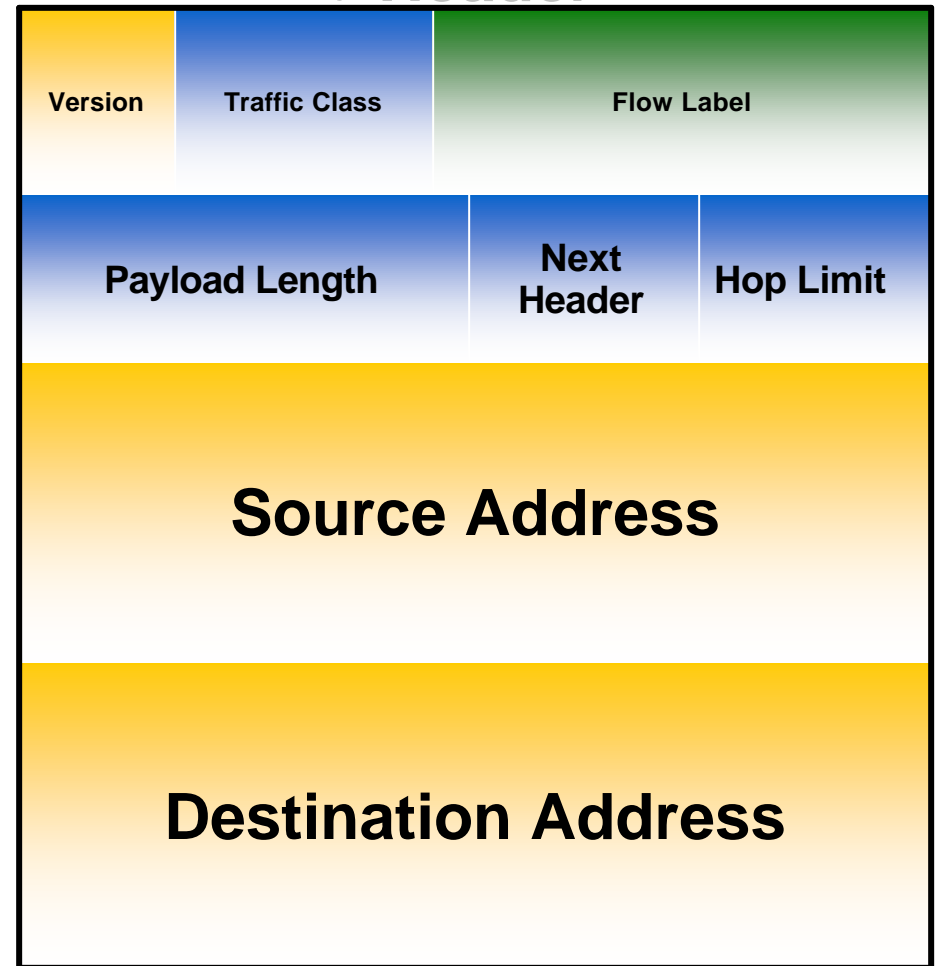 Version Traffic Class Flow Label
Payload Length Next Header Hop Limit
Source Address
Destination Address